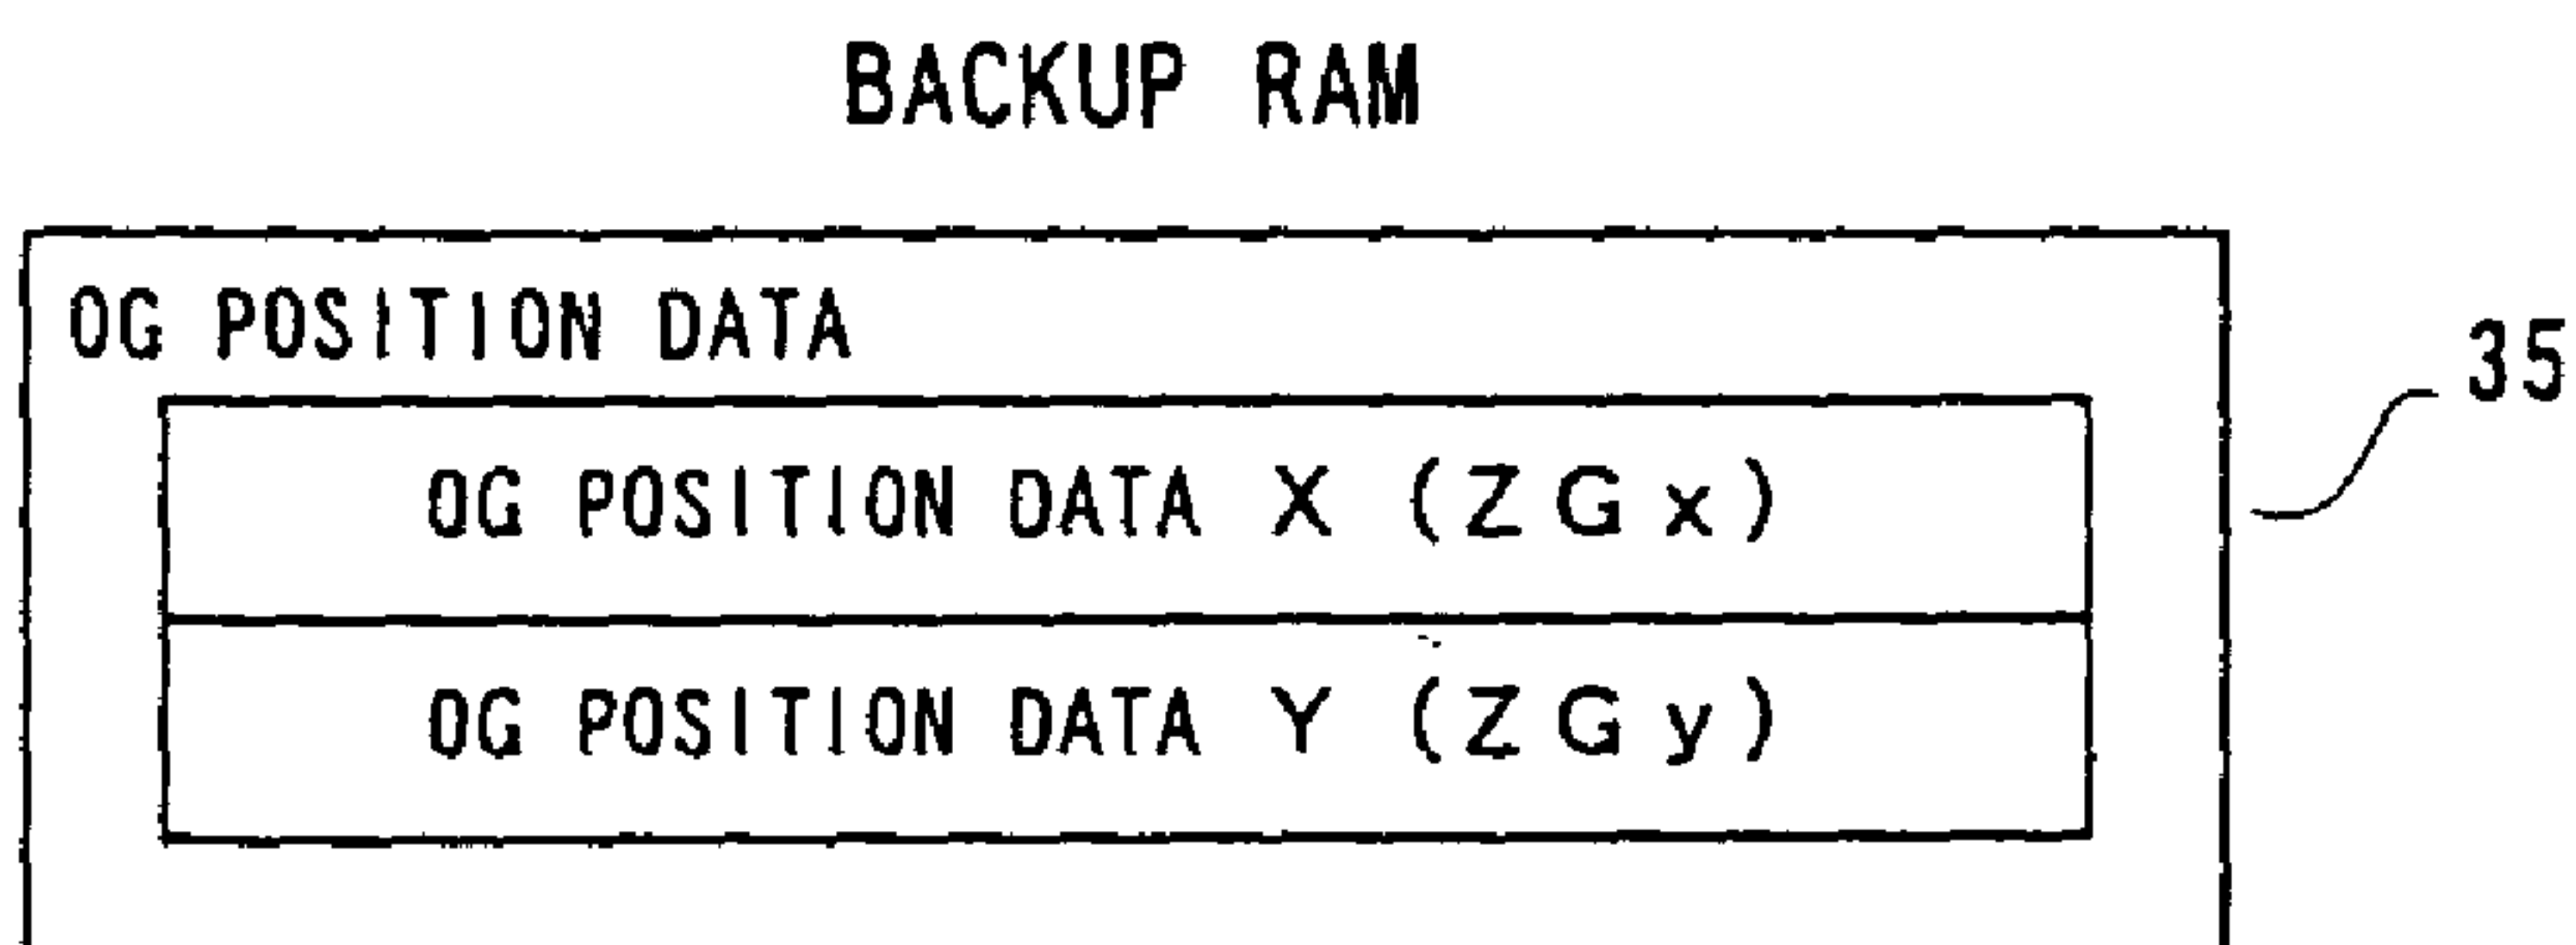 BACKUP RAM
0G POSITION DATA
35
0G POSITION DATA X (ZGx)
0G POSITION DATA Y (ZGy)